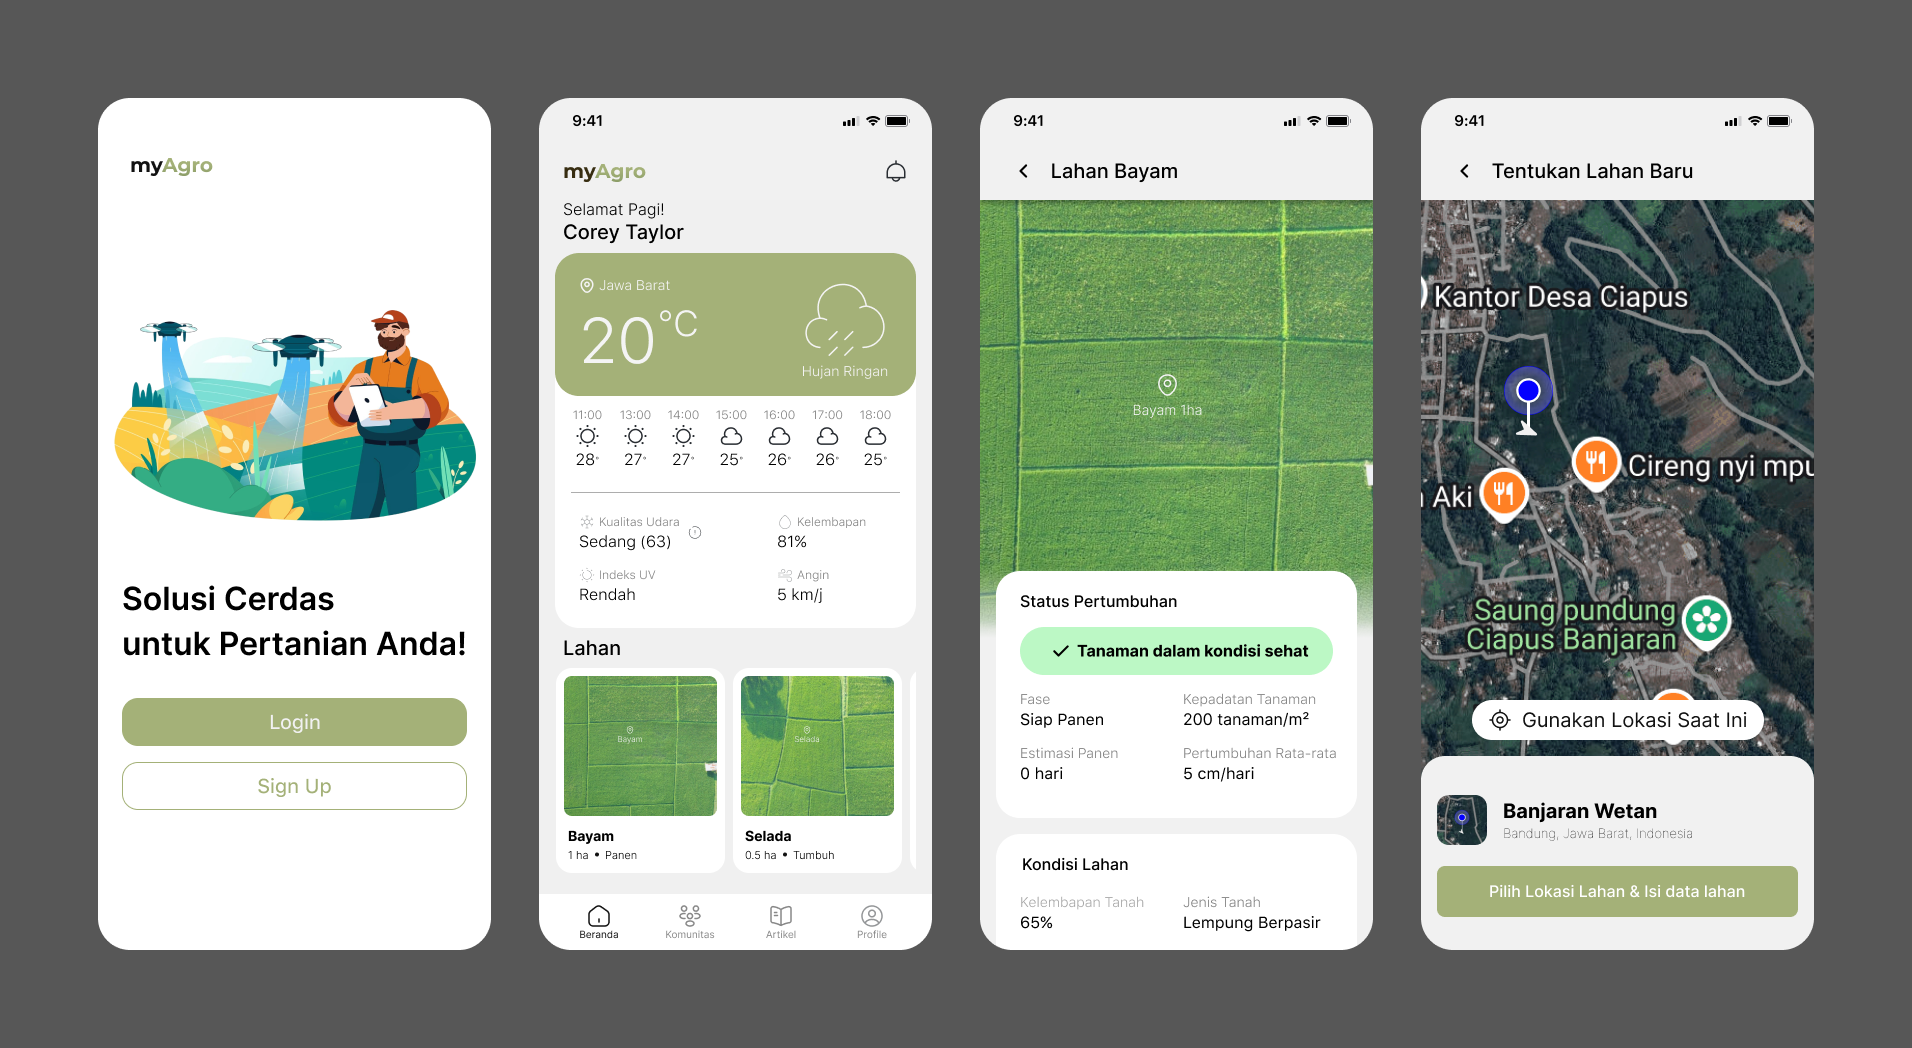 myAgro
Solusi Cerdas
untuk Pertanian Anda!
Login
Sign Up
9:41
myAgro
Selamat Pagi!
Corey Taylor
Jawa Barat
20°C
Hujan Ringan
11:00 13:00 14:00 15:00 16:00 17:00 18:00
28° 27° 27° 25° 26° 26° 25°
Kualitas Udara
Sedang (63)
Kelembapan
81%
Indeks UV
Rendah
Angin
5 km/j
Lahan
Bayam
Selada
Bayam
1 ha • Panen
Selada
0.5 ha • Tumbuh
Beranda
Komunitas
Artikel
Profile
9:41
Lahan Bayam
Bayam 1ha
Status Pertumbuhan
Tanaman dalam kondisi sehat
Fase
Siap Panen
Kepadatan Tanaman
200 tanaman/m²
Estimasi Panen
0 hari
Pertumbuhan Rata-rata
5 cm/hari
Kondisi Lahan
Kelembapan Tanah
65%
Jenis Tanah
Lempung Berpasir
9:41
Tentukan Lahan Baru
Kantor Desa Ciapus
Cireng nyi mpu
Aki
Saung pundung
Ciapus Banjaran
Gunakan Lokasi Saat Ini
Banjaran Wetan
Bandung, Jawa Barat, Indonesia
Pilih Lokasi Lahan & Isi data lahan